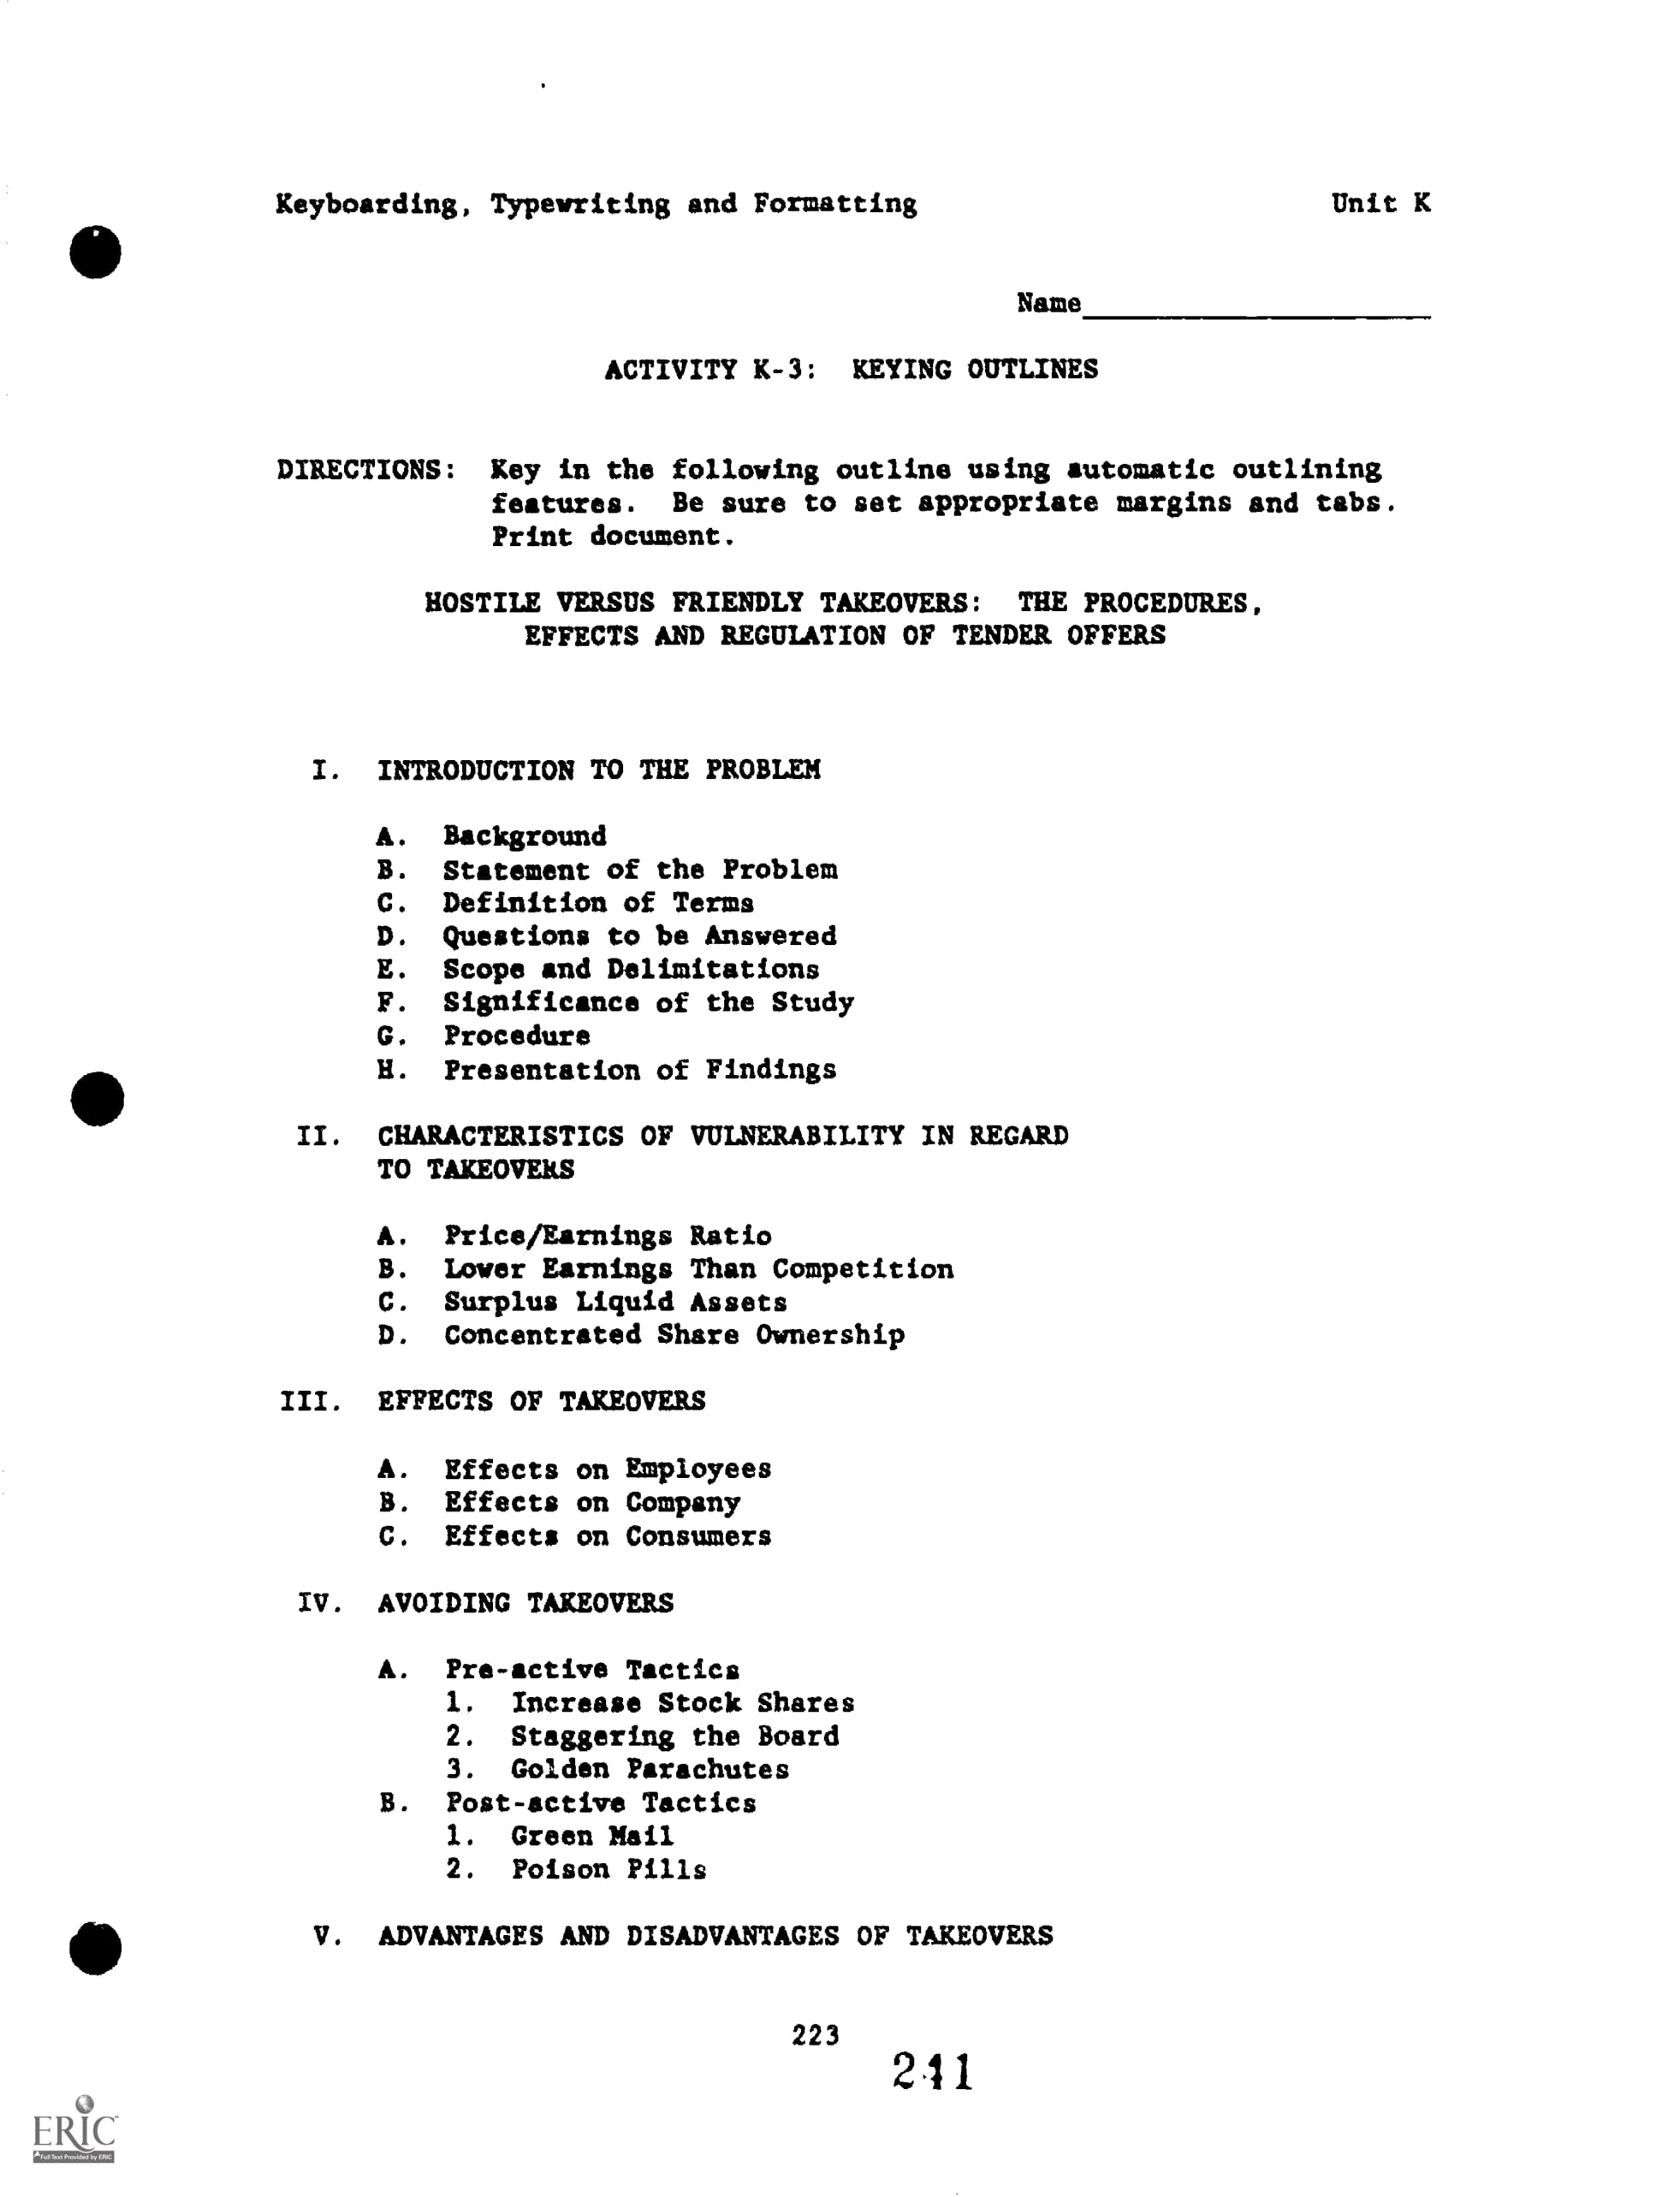 Keyboarding, Typewriting and Formatting Unit K
Name
ACTIVITY K-3: KEYING OUTLINES
DIRECTIONS: Key in the following outline using automatic outlining
features. Be sure to set appropriate margins and tabs.
Print document.
HOSTILE VERSUS FRIENDLY TAKEOVERS: THE PROCEDURES,
EFFECTS AND REGULATION OF TENDER OFFERS
I. INTRODUCTION TO THE PROBLEM
A. Background
B. Statement of the Problem
C. Definition of Terms
D. Questions to be Answered
E. Scope and Delimitations
F. Significance of the Study
G. Procedure
H. Presentation of Findings
II. CHARACTERISTICS OF VULNERABILITY IN REGARD
TO TAKEOVERS
A. Price/Earnings Ratio
B. Lower Earnings Than Competition
C. Surplus Liquid Assets
D. Concentrated Share Ownership
III. EFFECTS OF TAKEOVERS
A. Effects on Employees
B. Effects on Company
C. Effects on Consumers
IV. AVOIDING TAKEOVERS
A. Pre-active Tactics
1. Increase Stock Shares
2. Staggering the Board
3. Golden Parachutes
B. Post-active Tactics
1. Green Mail
2. Poison Pills
V. ADVANTAGES AND DISADVANTAGES OF TAKEOVERS
223
241
ERIC
Full Text Provided by ERIC